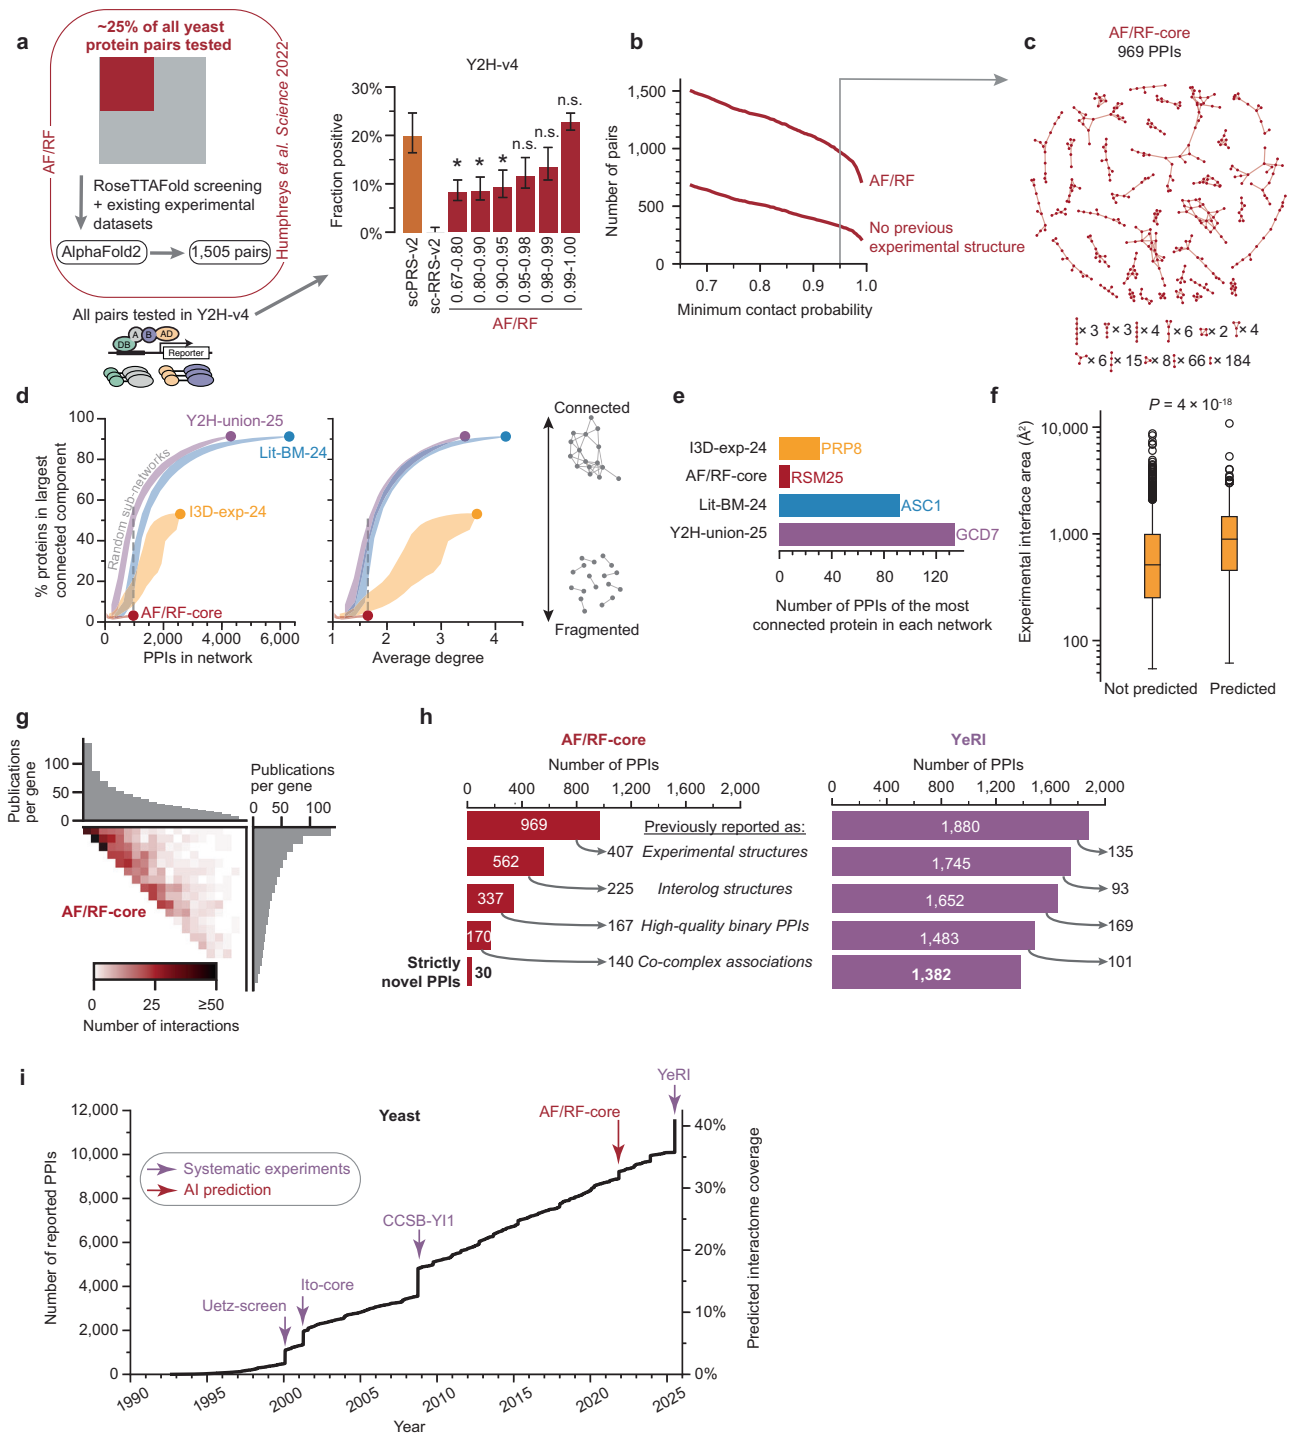 a
~25% of all yeast
protein pairs tested
AF/RF
Humphreys et al. Science 2022
RoseTTAFold screening
+ existing experimental
datasets
AlphaFold2
1,505 pairs
All pairs tested in Y2H-v4
A
B
AD
DB
Reporter
Y2H-v4
Fraction positive
30%
20%
10%
0%
*
*
*
n.s.
n.s.
n.s.
scPRS-v2
sc-RRS-v2
0.67-0.80
0.80-0.90
0.90-0.95
0.95-0.98
0.98-0.99
0.99-1.00
AF/RF
b
Number of pairs
1,500
1,000
500
0
AF/RF
No previous
experimental structure
0.7
0.8
0.9
1.0
Minimum contact probability
c
AF/RF-core
969 PPIs
× 3
× 3
× 4
× 6
× 2
× 4
× 6
× 15
× 8
× 66
× 184
d
% proteins in largest
connected component
100
80
60
40
20
0
Y2H-union-25
Lit-BM-24
Random sub-networks
I3D-exp-24
AF/RF-core
0
2,000
4,000
6,000
PPIs in network
1
2
3
4
Average degree
Connected
Fragmented
e
I3D-exp-24
PRP8
AF/RF-core
RSM25
Lit-BM-24
ASC1
Y2H-union-25
GCD7
0
40
80
120
Number of PPIs of the most
connected protein in each network
f
P = 4 × 10-18
Experimental interface area (Å2)
10,000
1,000
100
Not predicted
Predicted
g
Publications
per gene
100
50
0
Publications
per gene
0
50
100
AF/RF-core
0
25
≥50
Number of interactions
h
AF/RF-core
Number of PPIs
0
400
800
1,200
1,600
2,000
969
562
337
170
30
Strictly
novel PPIs
407
225
167
140
Previously reported as:
Experimental structures
Interolog structures
High-quality binary PPIs
Co-complex associations
YeRI
Number of PPIs
0
400
800
1,200
1,600
2,000
1,880
1,745
1,652
1,483
1,382
135
93
169
101
i
Yeast
Number of reported PPIs
12,000
10,000
8,000
6,000
4,000
2,000
0
Systematic experiments
AI prediction
Uetz-screen
Ito-core
CCSB-YI1
AF/RF-core
YeRI
40%
30%
20%
10%
0%
Predicted interactome coverage
1990
1995
2000
2005
2010
2015
2020
2025
Year